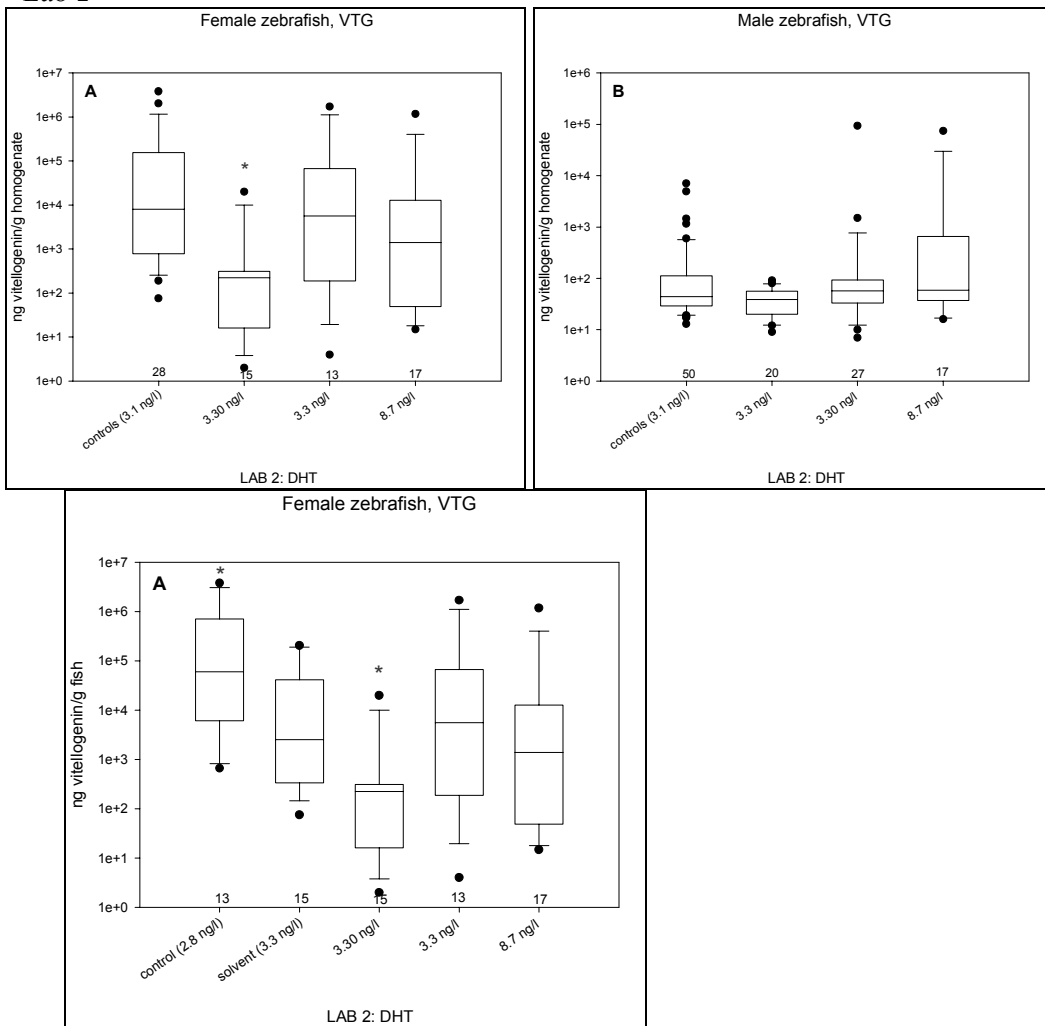 Female zebrafish, VTG
A
ng vitellogenin/g homogenate
1e+7
1e+6
1e+5
1e+4
1e+3
1e+2
1e+1
1e+0
*
28
15
13
17
controls (3.1 ng/l)
3.30 ng/l
3.3 ng/l
8.7 ng/l
LAB 2: DHT
Male zebrafish, VTG
B
ng vitellogenin/g homogenate
1e+6
1e+5
1e+4
1e+3
1e+2
1e+1
1e+0
50
20
27
17
controls (3.1 ng/l)
3.3 ng/l
3.30 ng/l
8.7 ng/l
LAB 2: DHT
Female zebrafish, VTG
A
ng vitellogenin/g fish
1e+7
1e+6
1e+5
1e+4
1e+3
1e+2
1e+1
1e+0
*
*
13
15
15
13
17
control (2.8 ng/l)
solvent (3.3 ng/l)
3.30 ng/l
3.3 ng/l
8.7 ng/l
LAB 2: DHT